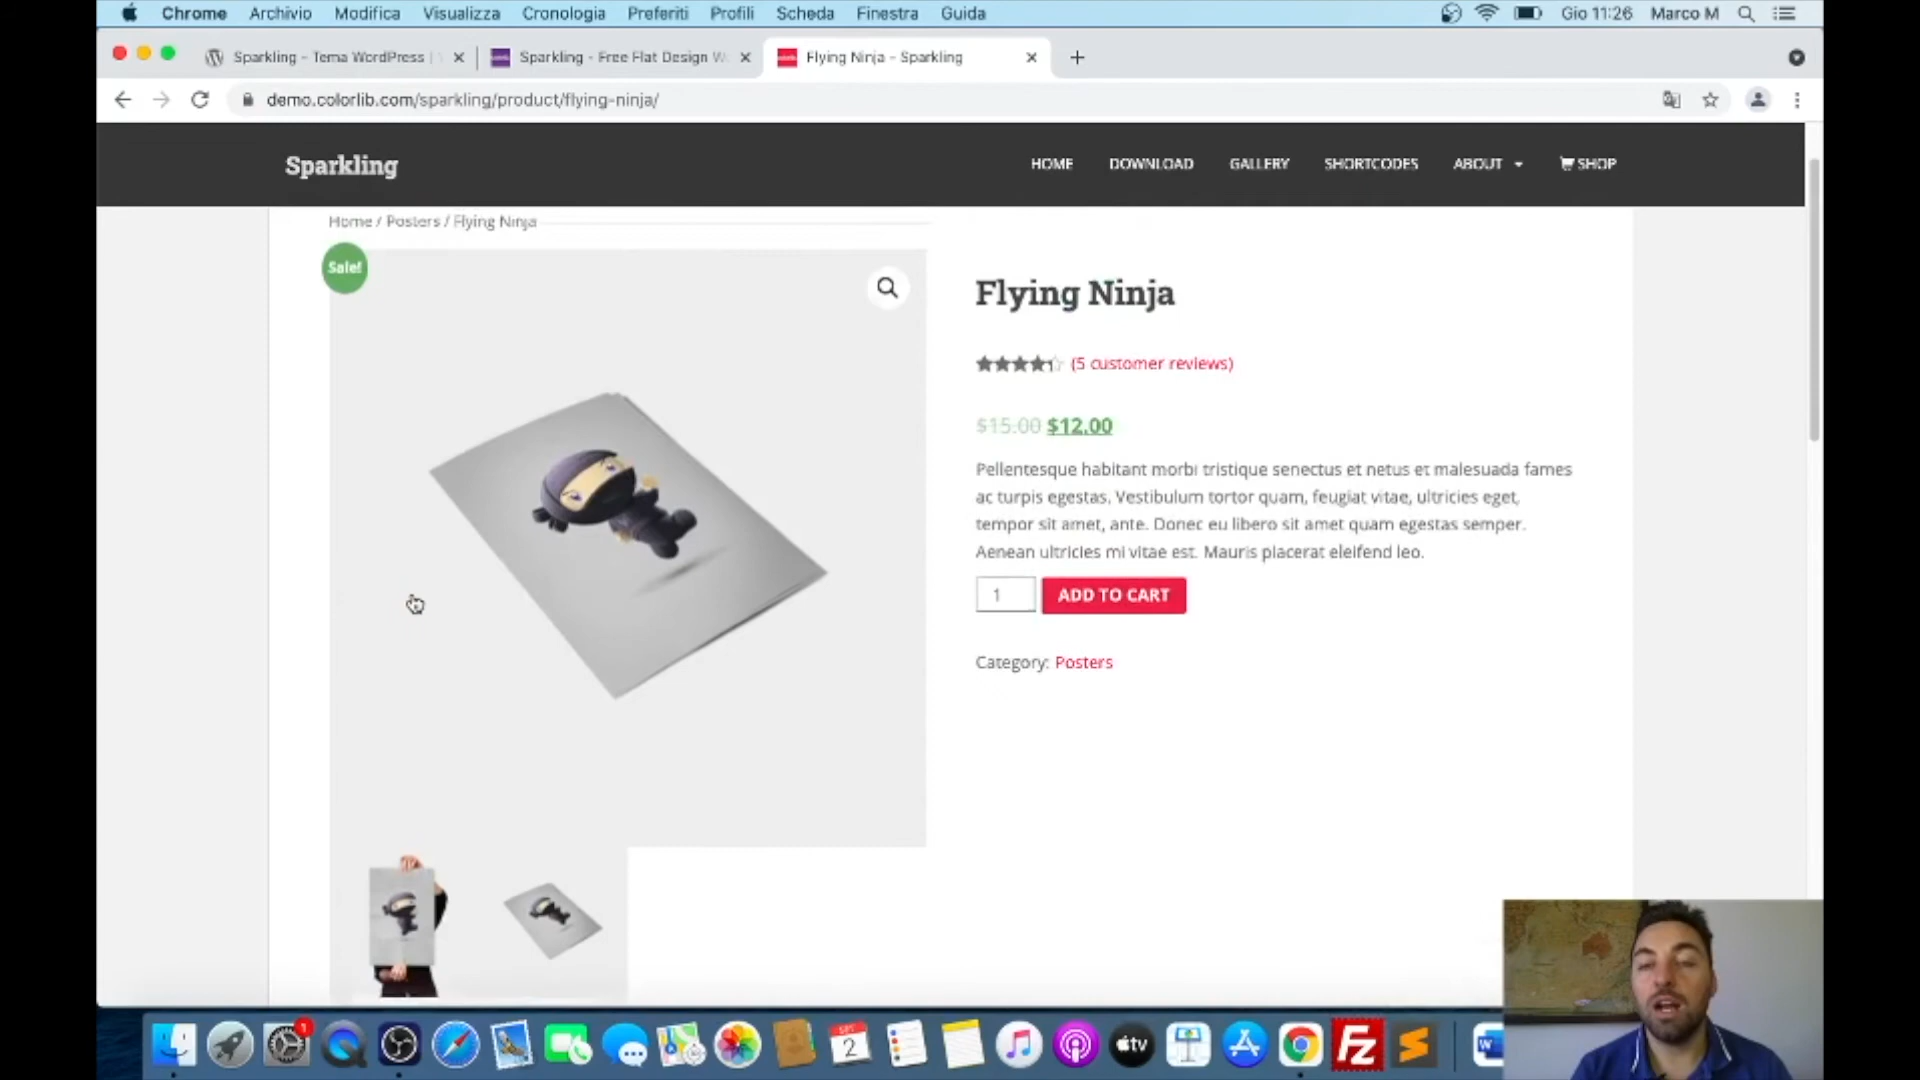 Chrome Archivio Modifica Visualizza Cronologia Preferiti Profili Scheda Finestra Guida Gio 11:26 Marco M
Sparkling – Tema WordPress | Sparkling - Free Flat Design W Flying Ninja – Sparkling
demo.colorlib.com/sparkling/product/flying-ninja/
Sparkling HOME DOWNLOAD GALLERY SHORTCODES ABOUT SHOP
Home / Posters / Flying Ninja
Sale!
Flying Ninja
(5 customer reviews)
$15.00 $12.00
Pellentesque habitant morbi tristique senectus et netus et malesuada fames
ac turpis egestas. Vestibulum tortor quam, feugiat vitae, ultricies eget,
tempor sit amet, ante. Donec eu libero sit amet quam egestas semper.
Aenean ultricies mi vitae est. Mauris placerat eleifend leo.
1 ADD TO CART
Category: Posters
1
2
tv
FZ
W